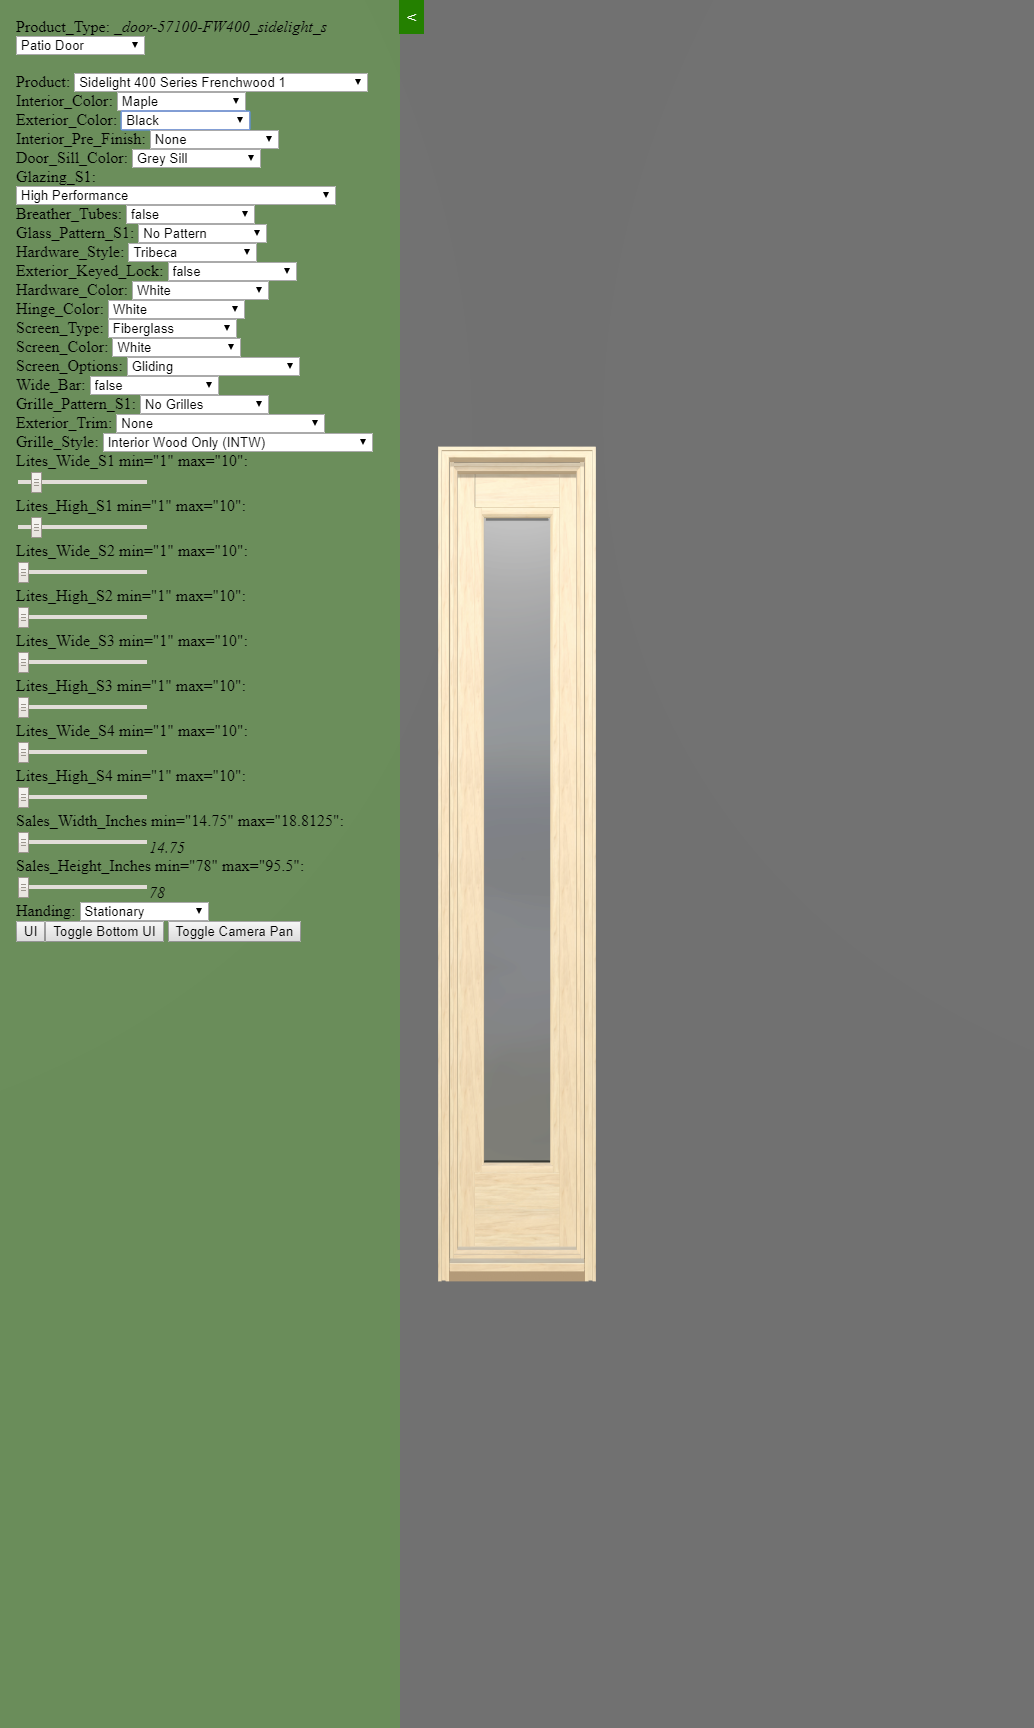 Product_Type: _door-57100-FW400_sidelight_s
Patio Door
Product: Sidelight 400 Series Frenchwood 1
Interior_Color: Maple
Exterior_Color: Black
Interior_Pre_Finish: None
Door_Sill_Color: Grey Sill
Glazing_S1:
High Performance
Breather_Tubes: false
Glass_Pattern_S1: No Pattern
Hardware_Style: Tribeca
Exterior_Keyed_Lock: false
Hardware_Color: White
Hinge_Color: White
Screen_Type: Fiberglass
Screen_Color: White
Screen_Options: Gliding
Wide_Bar: false
Grille_Pattern_S1: No Grilles
Exterior_Trim: None
Grille_Style: Interior Wood Only (INTW)
Lites_Wide_S1 min="1" max="10":
Lites_High_S1 min="1" max="10":
Lites_Wide_S2 min="1" max="10":
Lites_High_S2 min="1" max="10":
Lites_Wide_S3 min="1" max="10":
Lites_High_S3 min="1" max="10":
Lites_Wide_S4 min="1" max="10":
Lites_High_S4 min="1" max="10":
Sales_Width_Inches min="14.75" max="18.8125":
14.75
Sales_Height_Inches min="78" max="95.5":
78
Handing: Stationary
UI Toggle Bottom UI Toggle Camera Pan
<